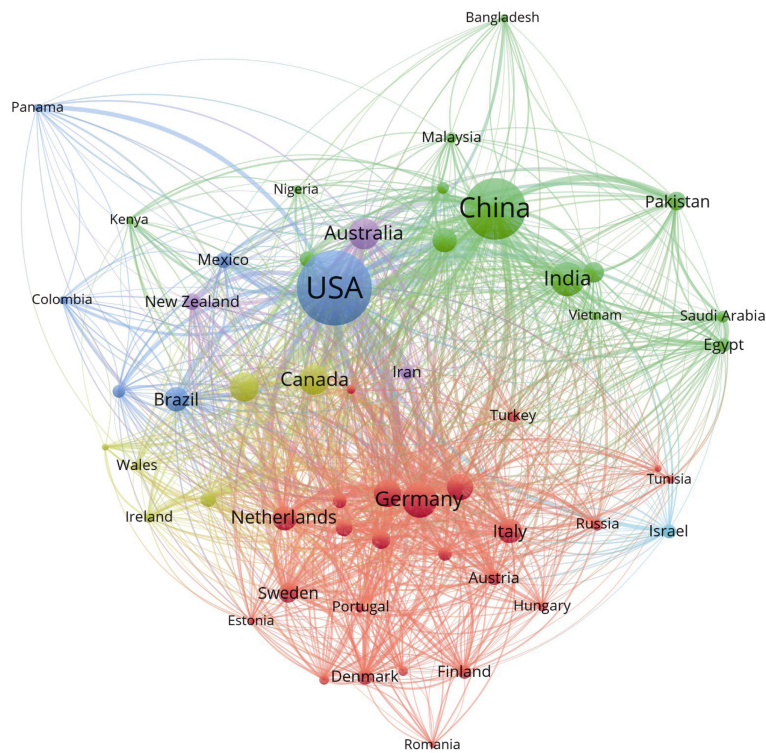 Bangladesh
Panama
Malaysia
Nigeria
Pakistan
China
Kenya
Australia
Mexico
India
USA
Colombia
New Zealand
Vietnam
Saudi Arabia
Egypt
Iran
Canada
Brazil
Turkey
Wales
Tunisia
Germany
Ireland
Netherlands
Russia
Italy
Israel
Austria
Sweden
Portugal
Hungary
Estonia
Finland
Denmark
Romania